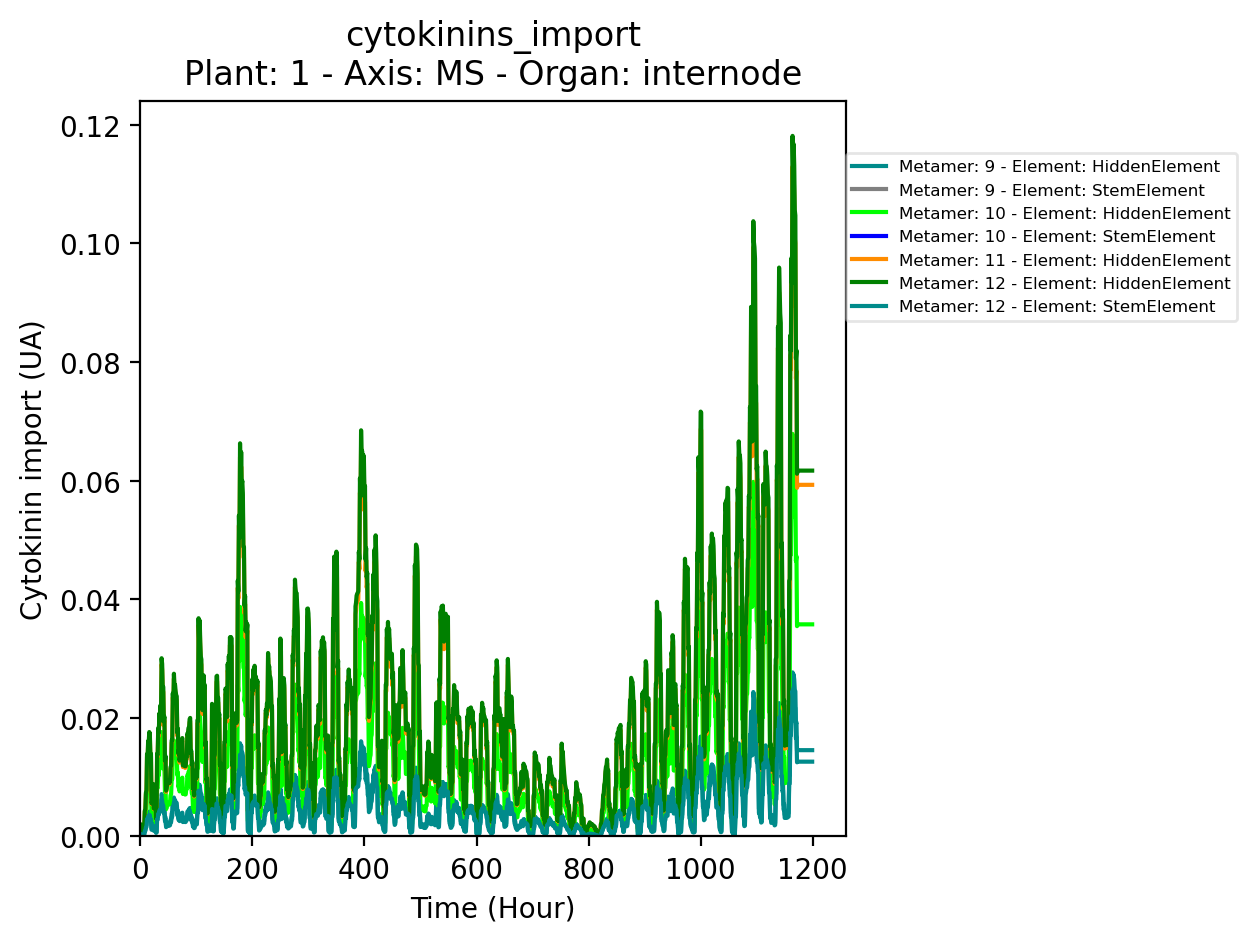 cytokinins_import
Plant: 1 - Axis: MS - Organ: internode
Cytokinin import (UA)
0.12
0.10
0.08
0.06
0.04
0.02
0.00
0 200 400 600 800 1000 1200
Time (Hour)
Metamer: 9 - Element: HiddenElement
Metamer: 9 - Element: StemElement
Metamer: 10 - Element: HiddenElement
Metamer: 10 - Element: StemElement
Metamer: 11 - Element: HiddenElement
Metamer: 12 - Element: HiddenElement
Metamer: 12 - Element: StemElement